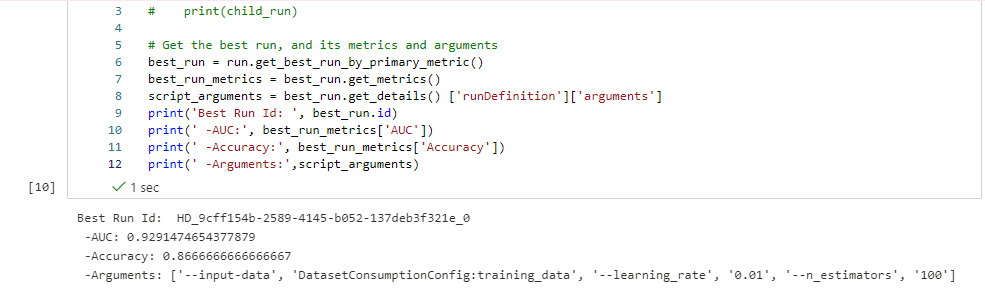 3 #    print(child_run)
4
5 # Get the best run, and its metrics and arguments
6 best_run = run.get_best_run_by_primary_metric()
7 best_run_metrics = best_run.get_metrics()
8 script_arguments = best_run.get_details() ['runDefinition']['arguments']
9 print('Best Run Id: ', best_run.id)
10 print(' -AUC:', best_run_metrics['AUC'])
11 print(' -Accuracy:', best_run_metrics['Accuracy'])
12 print(' -Arguments:',script_arguments)
[10] ✓ 1 sec
Best Run Id:  HD_9cff154b-2589-4145-b052-137deb3f321e_0
 -AUC: 0.9291474654377879
 -Accuracy: 0.8666666666666667
 -Arguments: ['--input-data', 'DatasetConsumptionConfig:training_data', '--learning_rate', '0.01', '--n_estimators', '100']